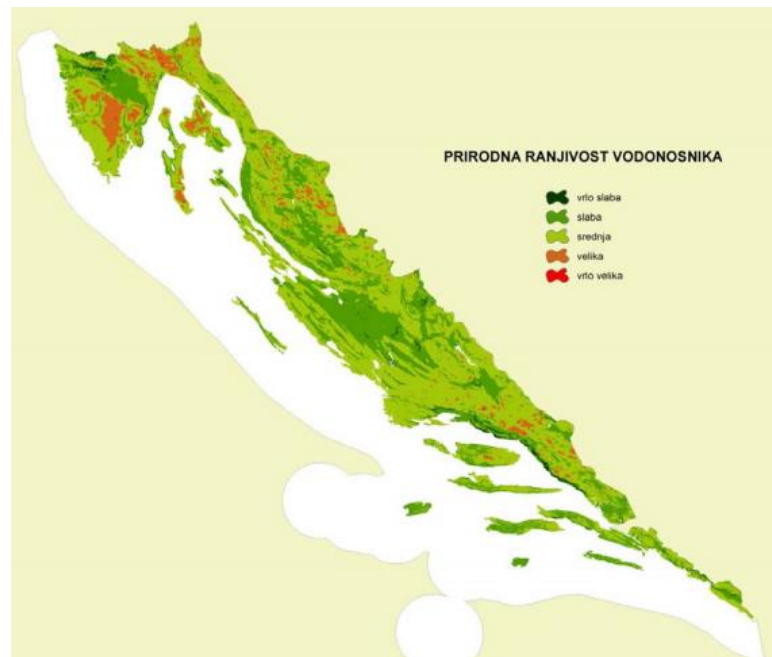 PRIRODNA RANJIVOST VODONOSNIKA
vrlo slaba
slaba
srednja
velika
vrlo velika